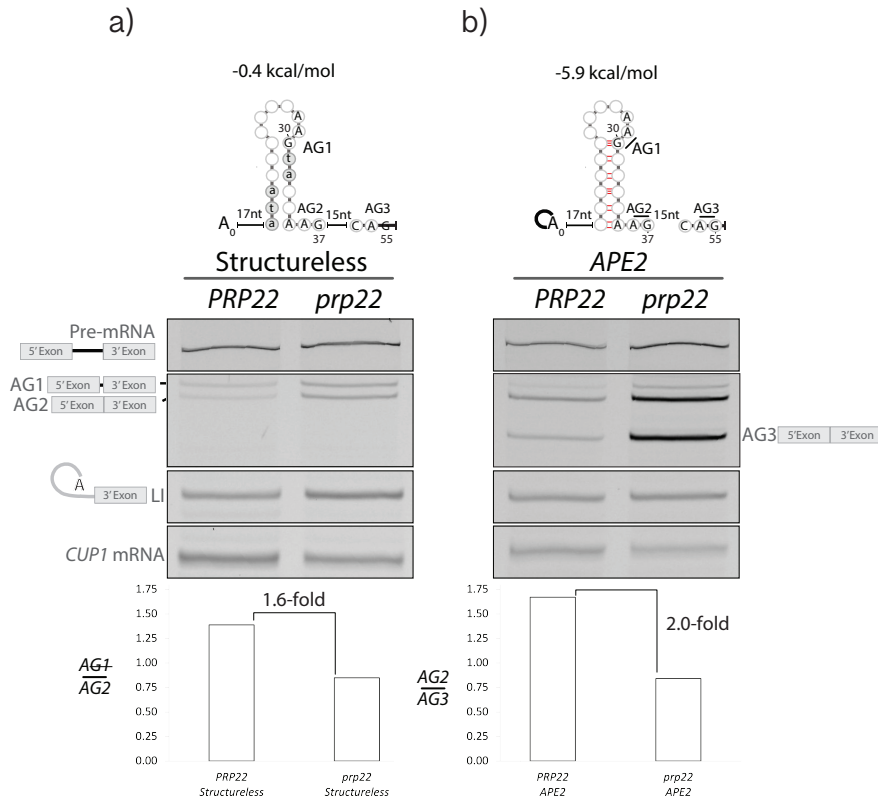 a)
b)
-0.4 kcal/mol
-5.9 kcal/mol
A
A
30
G
AG1
t
a
a
t
a
A
A
G
AG2
15nt
17nt
A0
C
A
G
AG3
37
55
A
A
30
G
AG1
A0
17nt
A
A
G
AG2
15nt
C
A
G
AG3
37
55
Structureless
APE2
PRP22
prp22
PRP22
prp22
Pre-mRNA
5' Exon
3' Exon
AG1
5' Exon
3' Exon
AG2
5' Exon
3' Exon
AG3
5' Exon
3' Exon
A
3' Exon
LI
CUP1 mRNA
1.75
1.50
1.25
1.00
0.75
0.50
0.25
0.00
1.6-fold
AG1
AG2
PRP22
Structureless
prp22
Structureless
1.75
1.50
1.25
1.00
0.75
0.50
0.25
0.00
2.0-fold
AG2
AG3
PRP22
APE2
prp22
APE2